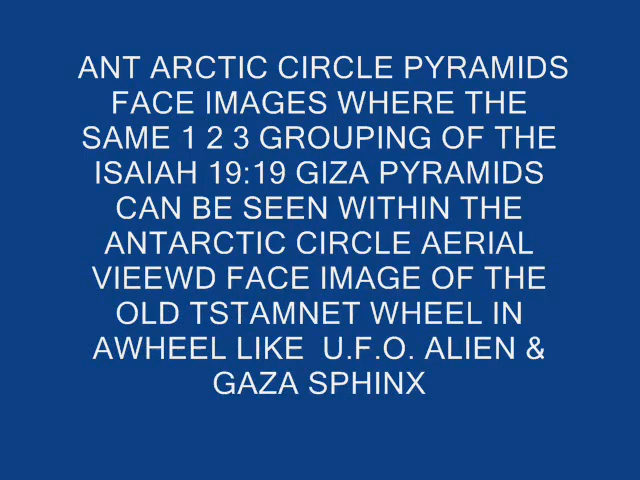 ANT ARCTIC CIRCLE PYRAMIDS
FACE IMAGES WHERE THE
SAME 1 2 3 GROUPING OF THE
ISAIAH 19:19 GIZA PYRAMIDS
CAN BE SEEN WITHIN THE
ANTARCTIC CIRCLE AERIAL
VIEEWD FACE IMAGE OF THE
OLD TSTAMNET WHEEL IN
AWHEEL LIKE  U.F.O. ALIEN &
GAZA SPHINX